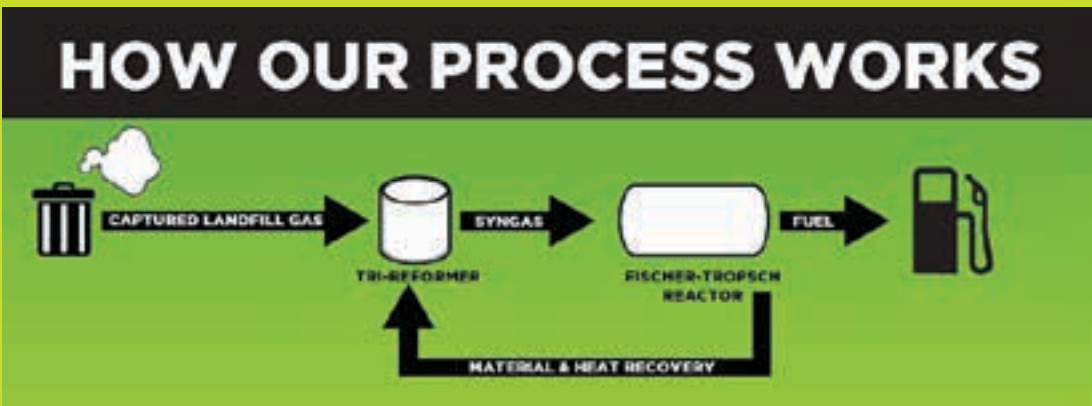 HOW OUR PROCESS WORKS
CAPTURED LANDFILL GAS
SYNGAS
FUEL
TRI-REFORMER
FISCHER-TROPSCH
REACTOR
MATERIAL & HEAT RECOVERY